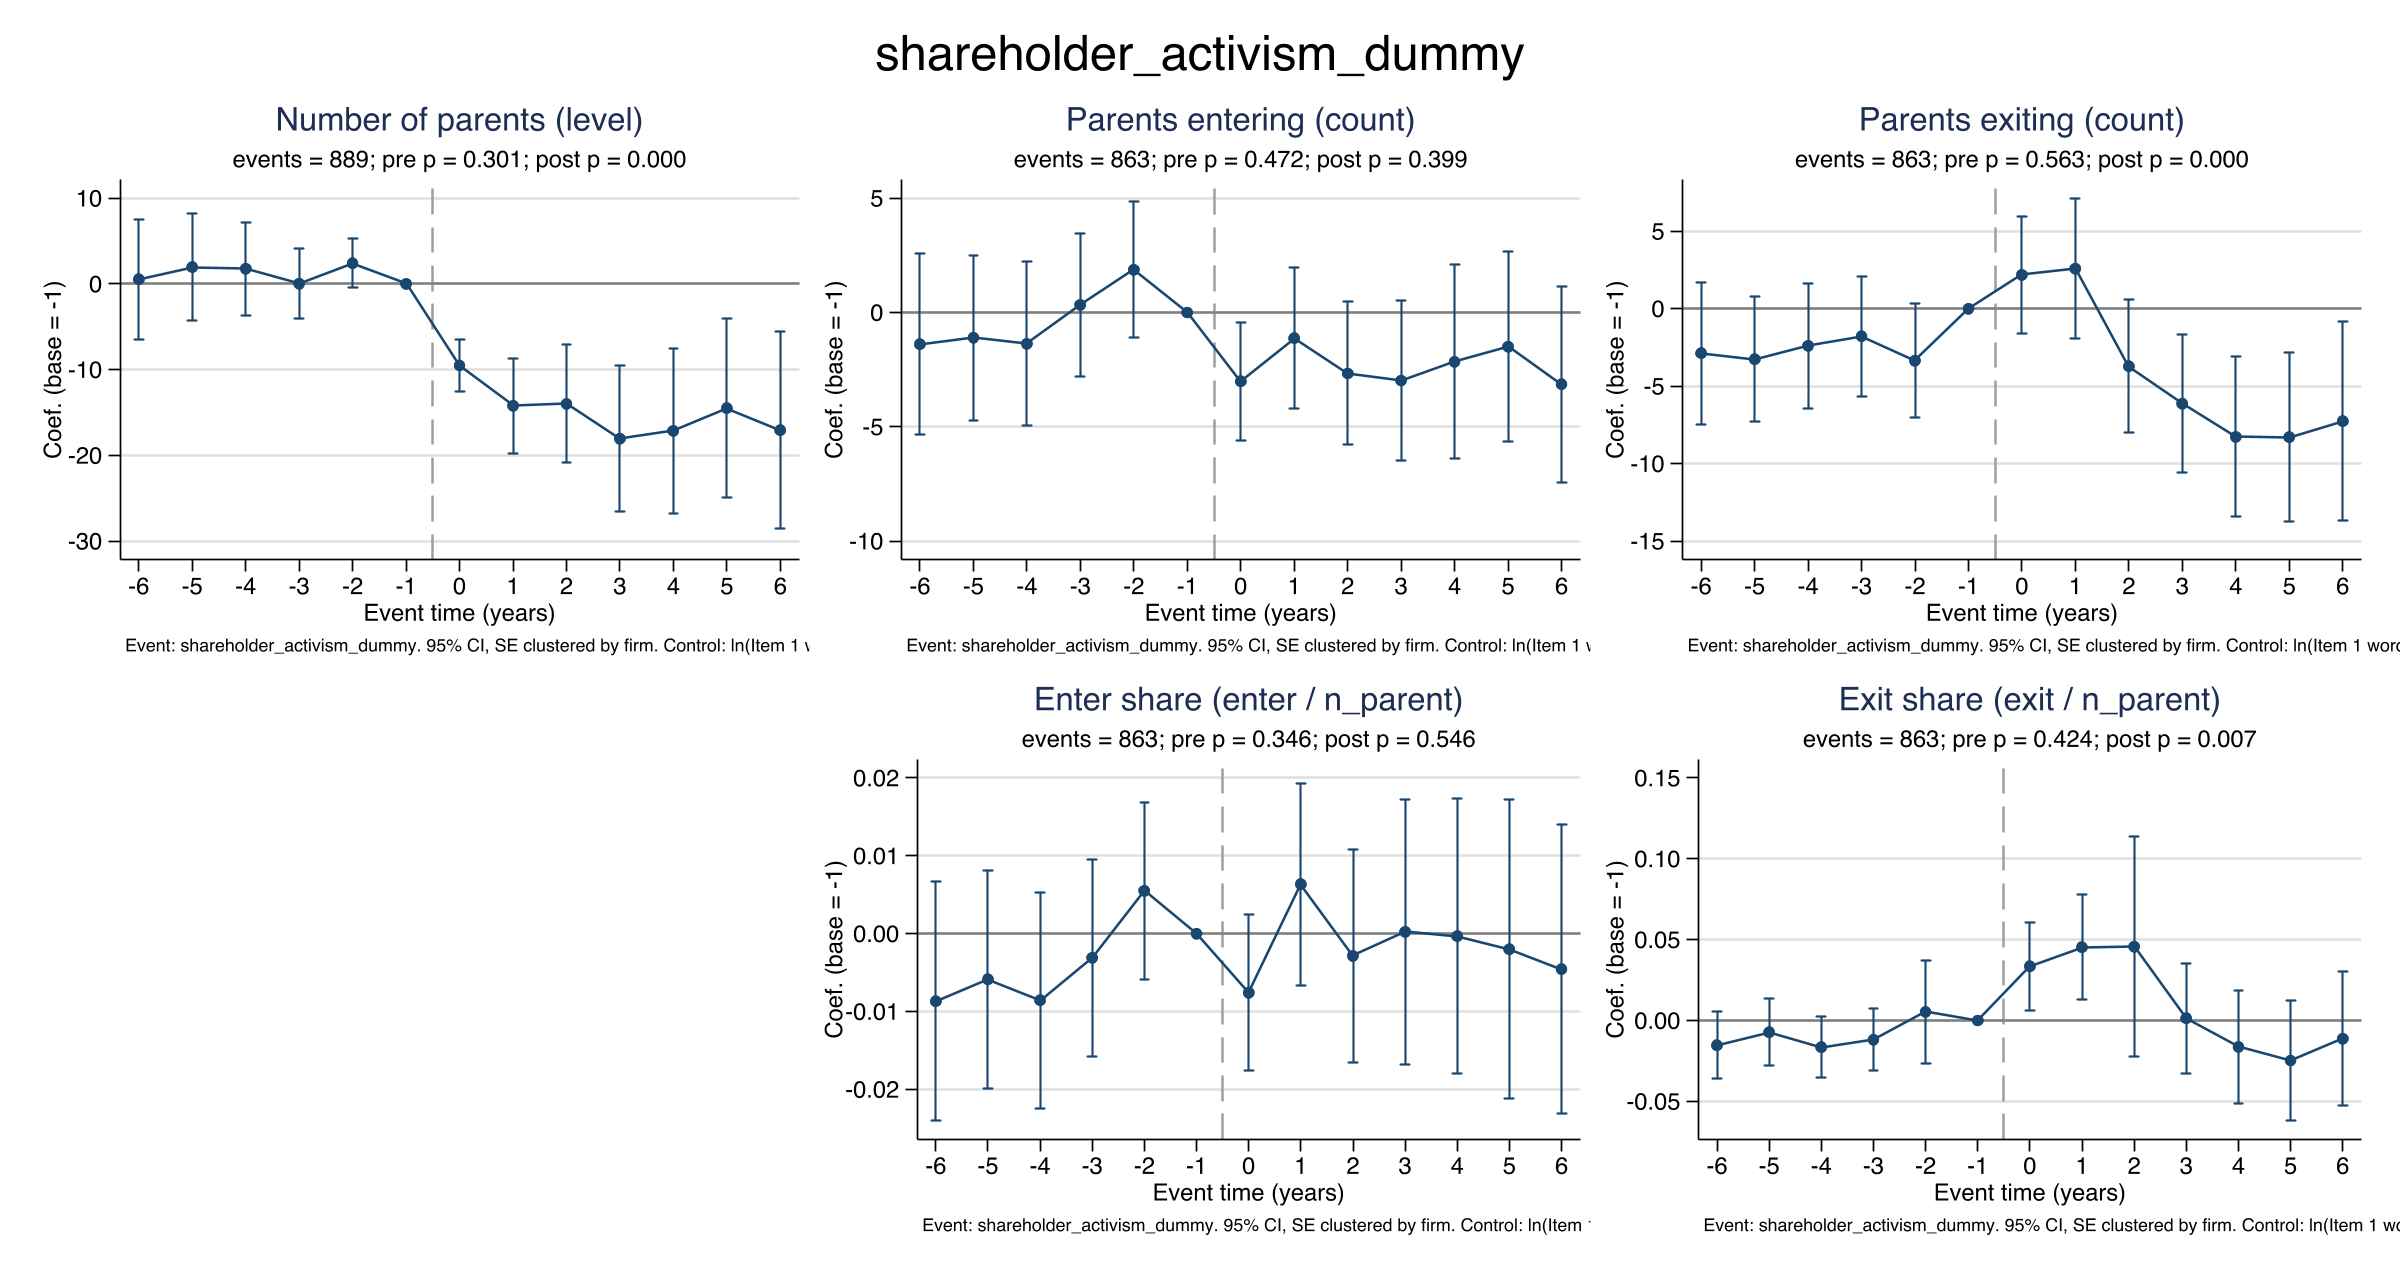 shareholder_activism_dummy
Number of parents (level)
events = 889; pre p = 0.301; post p = 0.000
10
0
-10
-20
-30
Coef. (base = -1)
-6 -5 -4 -3 -2 -1 0 1 2 3 4 5 6
Event time (years)
Event: shareholder_activism_dummy. 95% CI, SE clustered by firm. Control: ln(Item 1
Parents entering (count)
events = 863; pre p = 0.472; post p = 0.399
5
0
-5
-10
Coef. (base = -1)
-6 -5 -4 -3 -2 -1 0 1 2 3 4 5 6
Event time (years)
Event: shareholder_activism_dummy. 95% CI, SE clustered by firm. Control: ln(Item 1
Parents exiting (count)
events = 863; pre p = 0.563; post p = 0.000
5
0
-5
-10
-15
Coef. (base = -1)
-6 -5 -4 -3 -2 -1 0 1 2 3 4 5 6
Event time (years)
Event: shareholder_activism_dummy. 95% CI, SE clustered by firm. Control: ln(Item 1 word
Enter share (enter / n_parent)
events = 863; pre p = 0.346; post p = 0.546
0.02
0.01
0.00
-0.01
-0.02
Coef. (base = -1)
-6 -5 -4 -3 -2 -1 0 1 2 3 4 5 6
Event time (years)
Event: shareholder_activism_dummy. 95% CI, SE clustered by firm. Control: ln(Item
Exit share (exit / n_parent)
events = 863; pre p = 0.424; post p = 0.007
0.15
0.10
0.05
0.00
-0.05
Coef. (base = -1)
-6 -5 -4 -3 -2 -1 0 1 2 3 4 5 6
Event time (years)
Event: shareholder_activism_dummy. 95% CI, SE clustered by firm. Control: ln(Item 1 wo